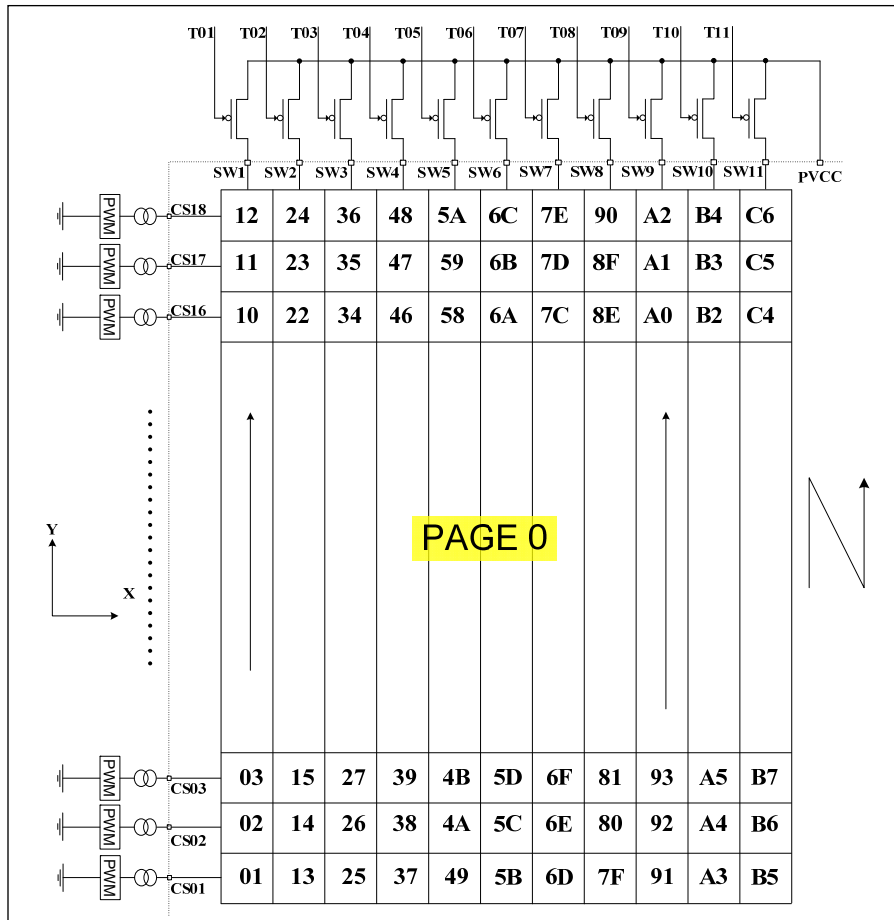 T01 T02 T03 T04 T05 T06 T07 T08 T09 T10 T11
SW1 SW2 SW3 SW4 SW5 SW6 SW7 SW8 SW9 SW10 SW11 PVCC
PWM CS18 12 24 36 48 5A 6C 7E 90 A2 B4 C6
PWM CS17 11 23 35 47 59 6B 7D 8F A1 B3 C5
PWM CS16 10 22 34 46 58 6A 7C 8E A0 B2 C4
PAGE 0
Y
X
PWM CS03 03 15 27 39 4B 5D 6F 81 93 A5 B7
PWM CS02 02 14 26 38 4A 5C 6E 80 92 A4 B6
PWM CS01 01 13 25 37 49 5B 6D 7F 91 A3 B5